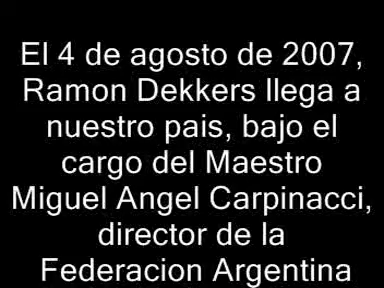 El 4 de agosto de 2007,
Ramon Dekkers llega a
nuestro pais, bajo el
cargo del Maestro
Miguel Angel Carpinacci,
director de la
Federacion Argentina